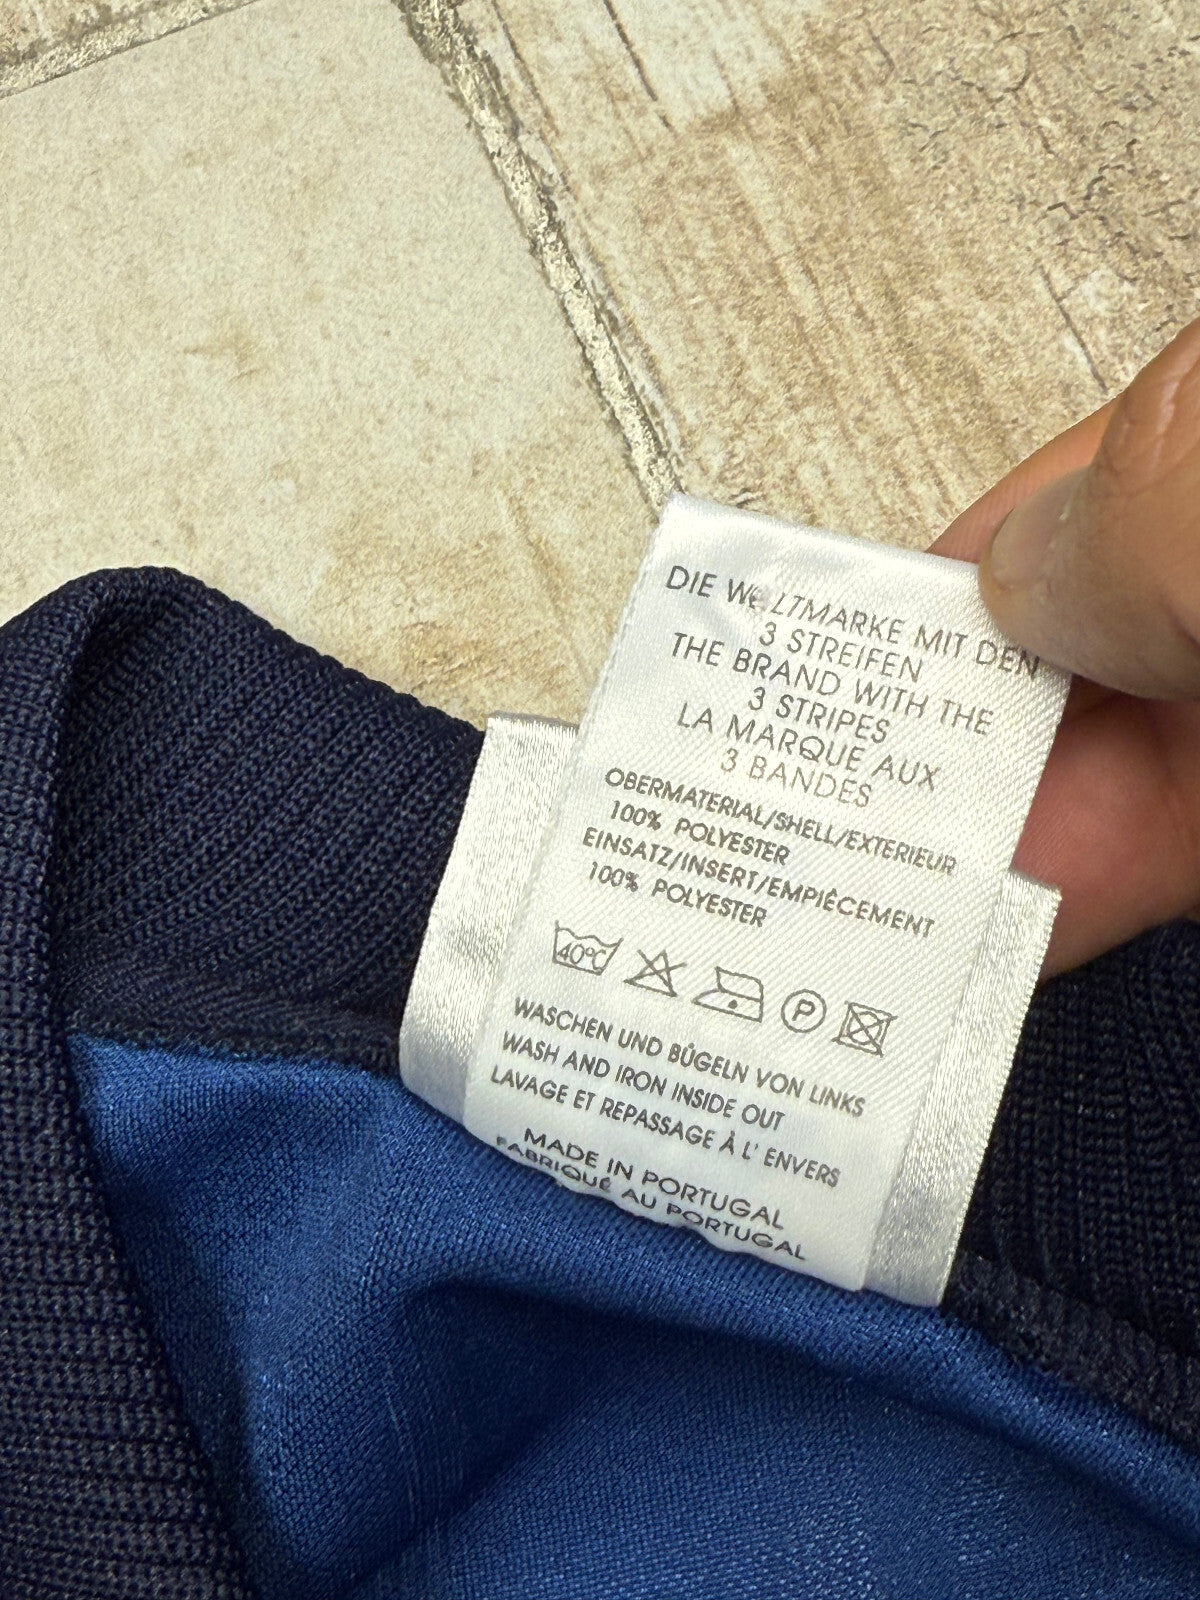 DIE WELTMARKE MIT DEN
3 STREIFEN
THE BRAND WITH THE
3 STRIPES
LA MARQUE AUX
3 BANDES
OBERMATERIAL/SHELL/EXTERIEUR
100% POLYESTER
EINSATZ/INSERT/EMPIÈCEMENT
100% POLYESTER
40°C P
WASCHEN UND BÜGELN VON LINKS
WASH AND IRON INSIDE OUT
LAVAGE ET REPASSAGE À L' ENVERS
MADE IN PORTUGAL
FABRIQUÉ AU PORTUGAL